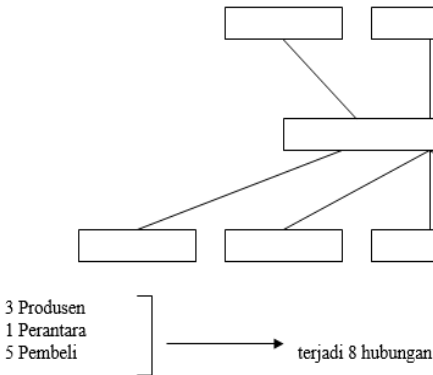 3 Produsen
1 Perantara
5 Pembeli
terjadi 8 hubungan